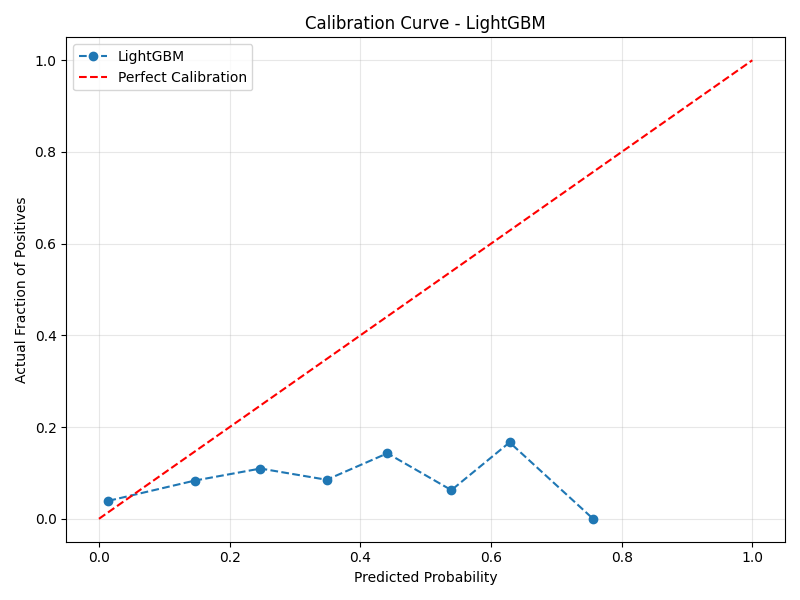 Calibration Curve - LightGBM
LightGBM
Perfect Calibration
Actual Fraction of Positives
1.0
0.8
0.6
0.4
0.2
0.0
0.0 0.2 0.4 0.6 0.8 1.0
Predicted Probability